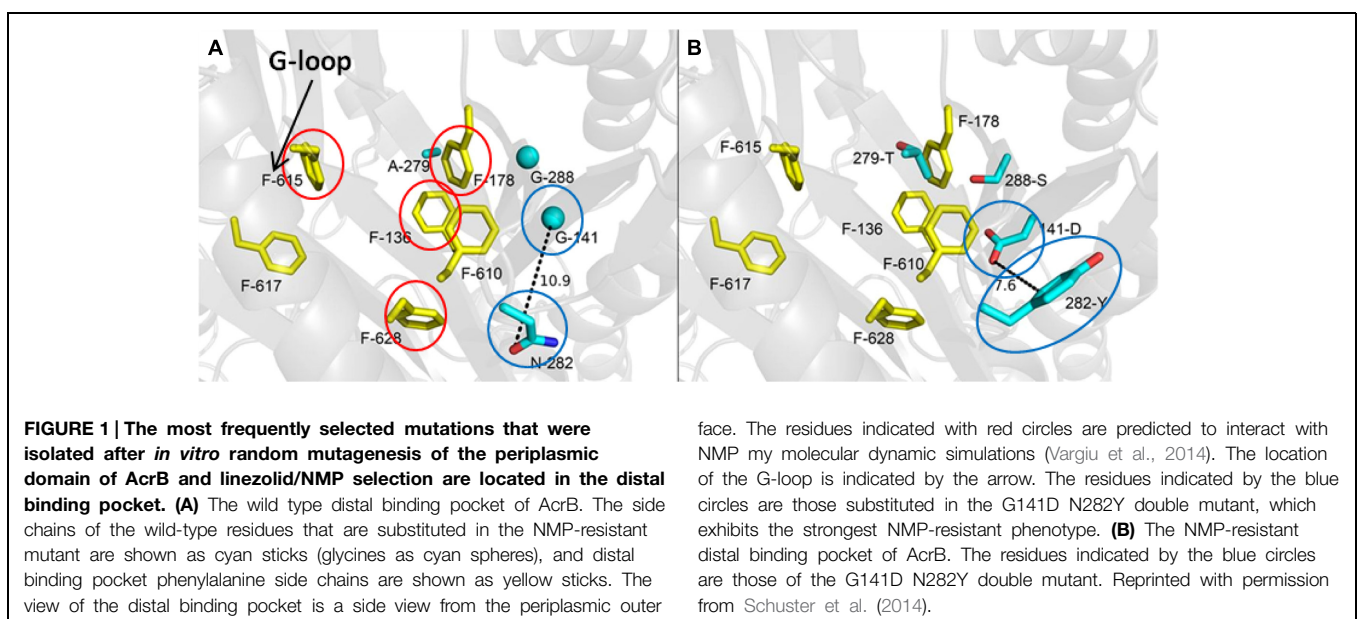 A
G-loop
F-615
A-279
F-178
G-288
F-136
G-141
F-610
10.9
F-617
F-628
N-282
B
F-178
F-615
279-T
288-S
F-136
141-D
F-610
7.6
F-617
282-Y
F-628
FIGURE 1 | The most frequently selected mutations that were
isolated after in vitro random mutagenesis of the periplasmic
domain of AcrB and linezolid/NMP selection are located in the distal
binding pocket. (A) The wild type distal binding pocket of AcrB. The side
chains of the wild-type residues that are substituted in the NMP-resistant
mutant are shown as cyan sticks (glycines as cyan spheres), and distal
binding pocket phenylalanine side chains are shown as yellow sticks. The
view of the distal binding pocket is a side view from the periplasmic outer
face. The residues indicated with red circles are predicted to interact with
NMP my molecular dynamic simulations (Vargiu et al., 2014). The location
of the G-loop is indicated by the arrow. The residues indicated by the blue
circles are those substituted in the G141D N282Y double mutant, which
exhibits the strongest NMP-resistant phenotype. (B) The NMP-resistant
distal binding pocket of AcrB. The residues indicated by the blue circles
are those of the G141D N282Y double mutant. Reprinted with permission
from Schuster et al. (2014).